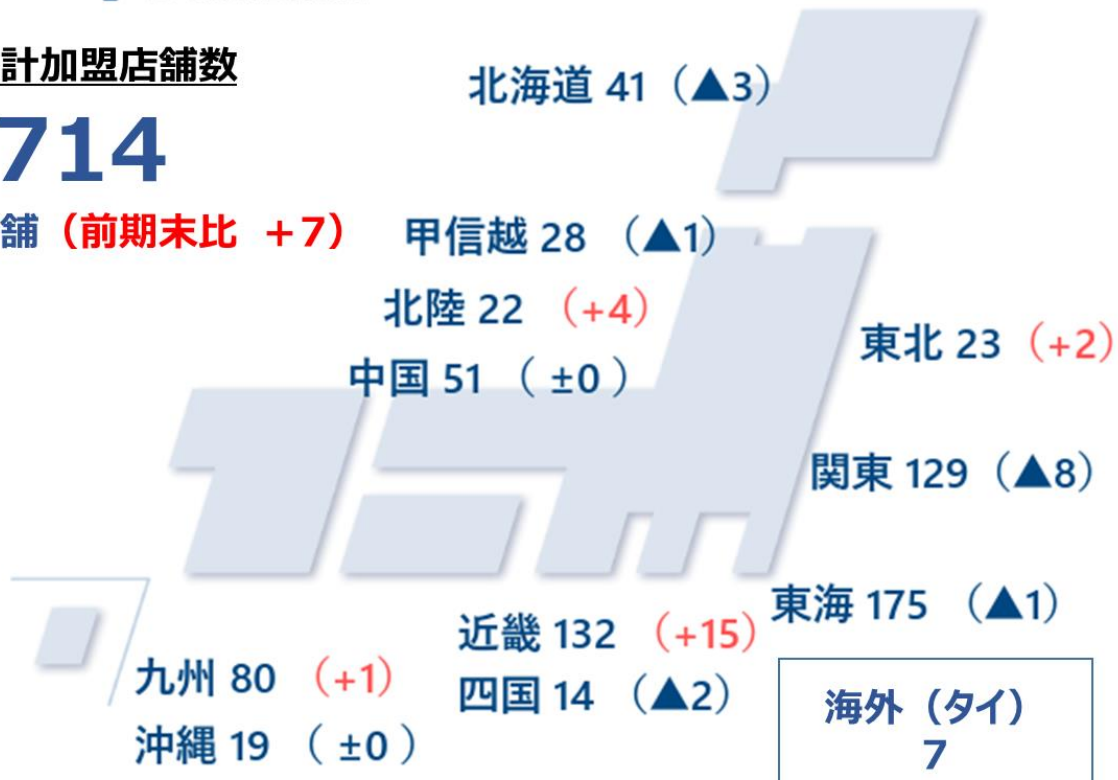 計加盟店舗数
714
舗（前期末比 +7）
北海道 41（▲3）
甲信越 28 （▲1）
北陸 22 （+4）
中国 51 （ ±0 ）
東北 23（+2）
関東 129（▲8）
東海 175 （▲1）
近畿 132 （+15）
四国 14 （▲2）
九州 80 （+1）
沖縄 19 （ ±0 ）
海外（タイ）
7